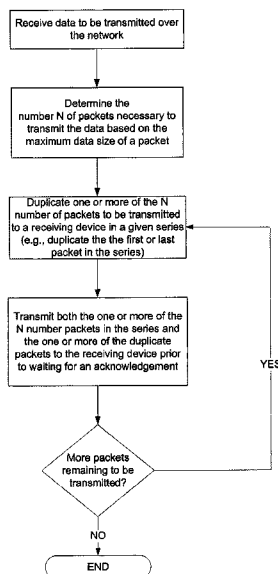 Receive data to be transmitted over
the network
Determine the
number N of packets necessary to
transmit the data based on the
maximum data size of a packet
Duplicate one or more of the N
number of packets to be transmitted
to a receiving device in a given series
(e.g., duplicate the the first or last
packet in the series)
Transmit both the one or more of the
N number packets in the series and
the one or more of the duplicate
packets to the receiving device prior
to waiting for an acknowledgement
YES
More packets
remaining to be
transmitted?
NO
END